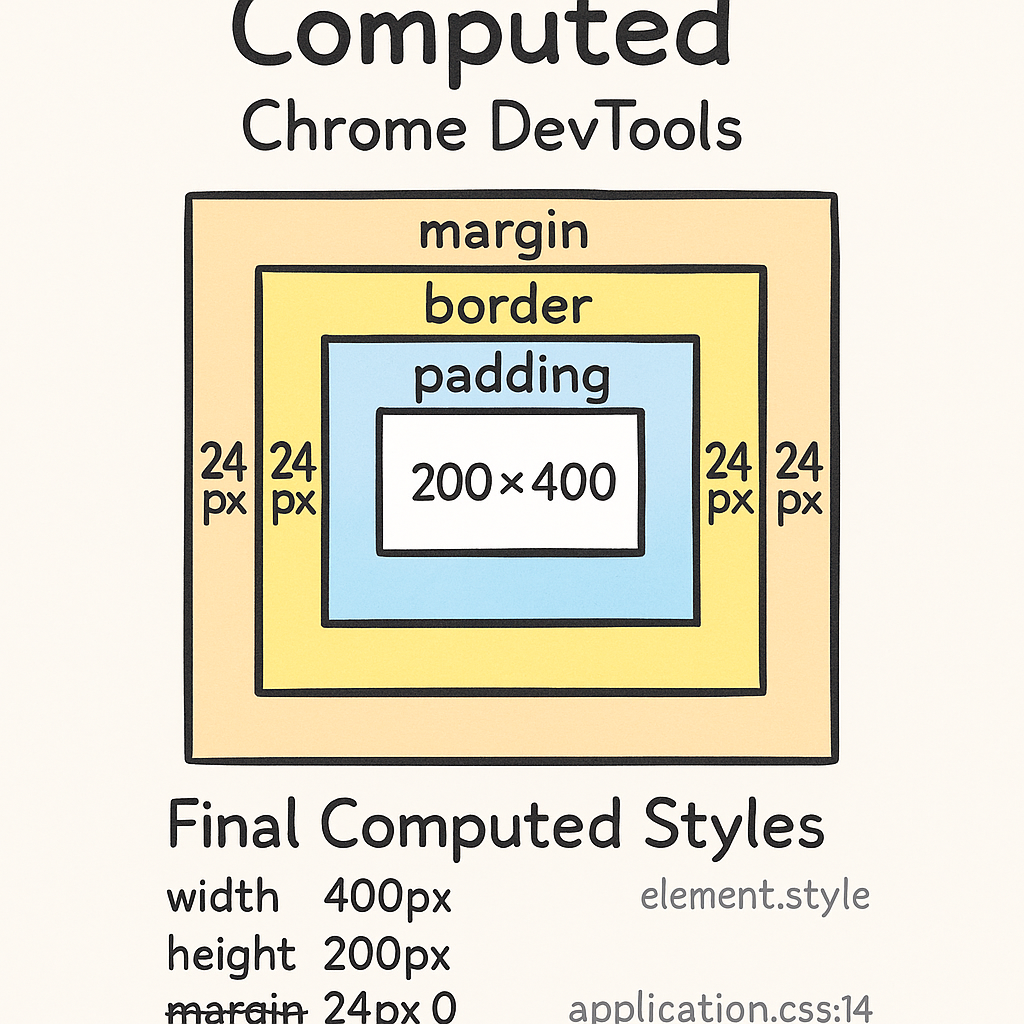 Computed
Chrome DevTools
margin
border
padding
24 px
24 px
200×400
24 px
24 px
Final Computed Styles
width 400px element.style
height 200px
margin 24px 0 application.css:14